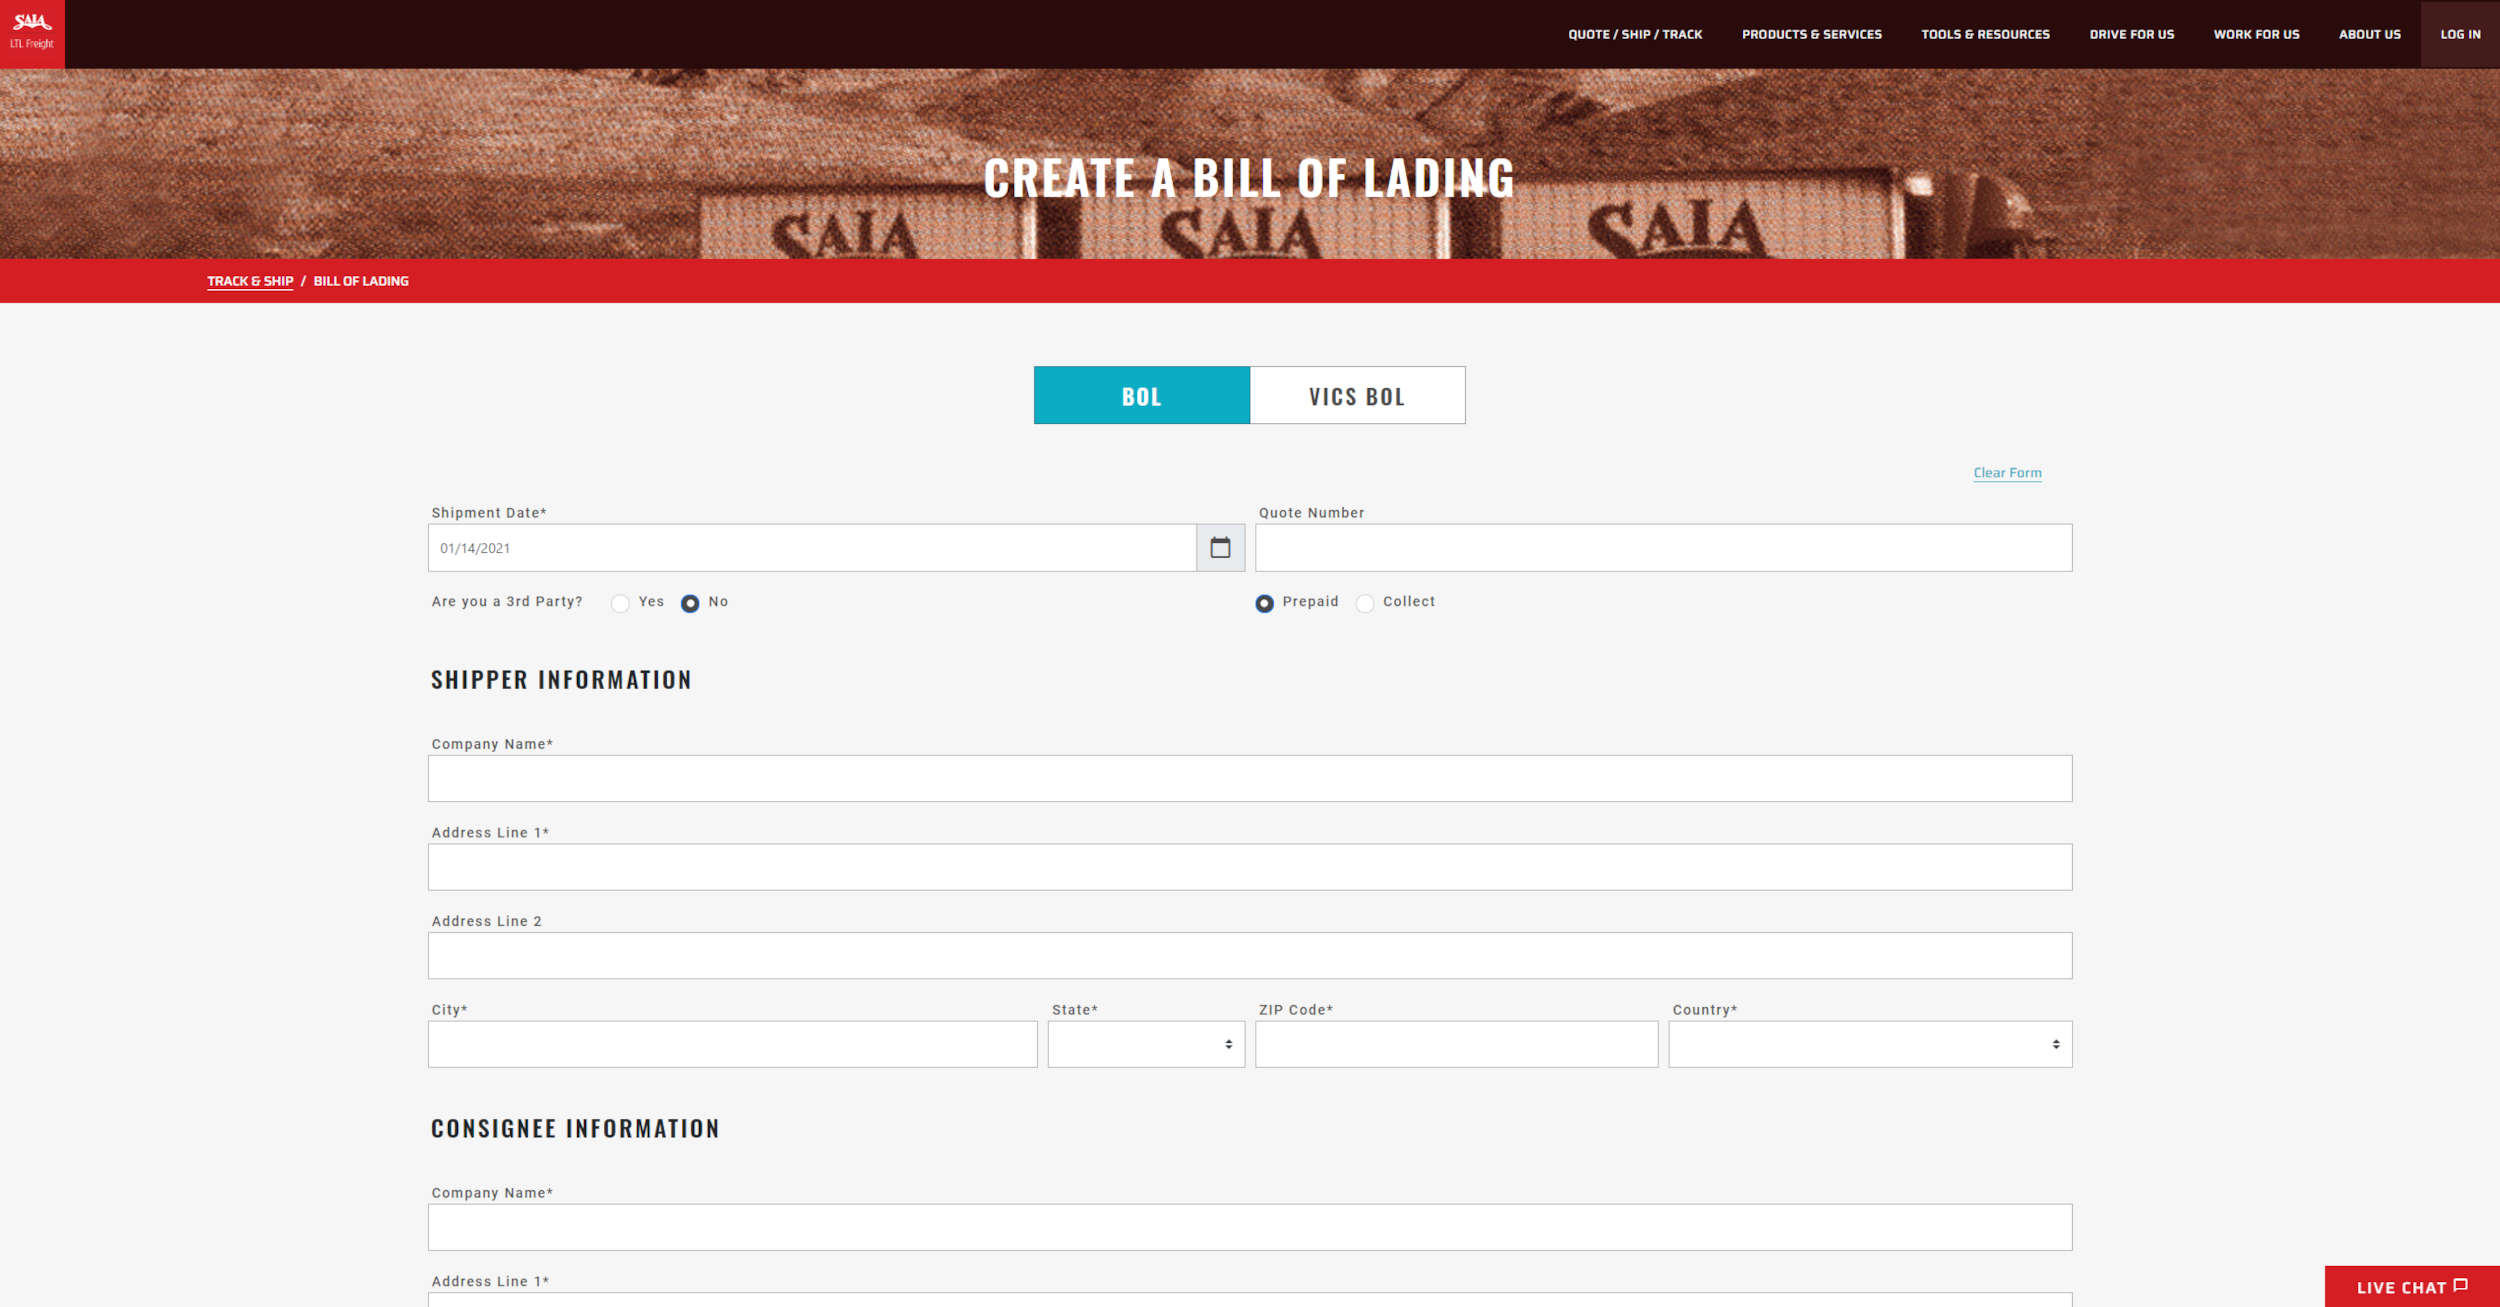 SAIA
LTL Freight
QUOTE / SHIP / TRACK PRODUCTS & SERVICES TOOLS & RESOURCES DRIVE FOR US WORK FOR US ABOUT US LOG IN
CREATE A BILL OF LADING
SAIA SAIA SAIA
TRACK & SHIP / BILL OF LADING
BOL VICS BOL
Clear Form
Shipment Date* Quote Number
01/14/2021
Are you a 3rd Party? Yes No Prepaid Collect
SHIPPER INFORMATION
Company Name*
Address Line 1*
Address Line 2
City* State* ZIP Code* Country*
CONSIGNEE INFORMATION
Company Name*
Address Line 1*
LIVE CHAT